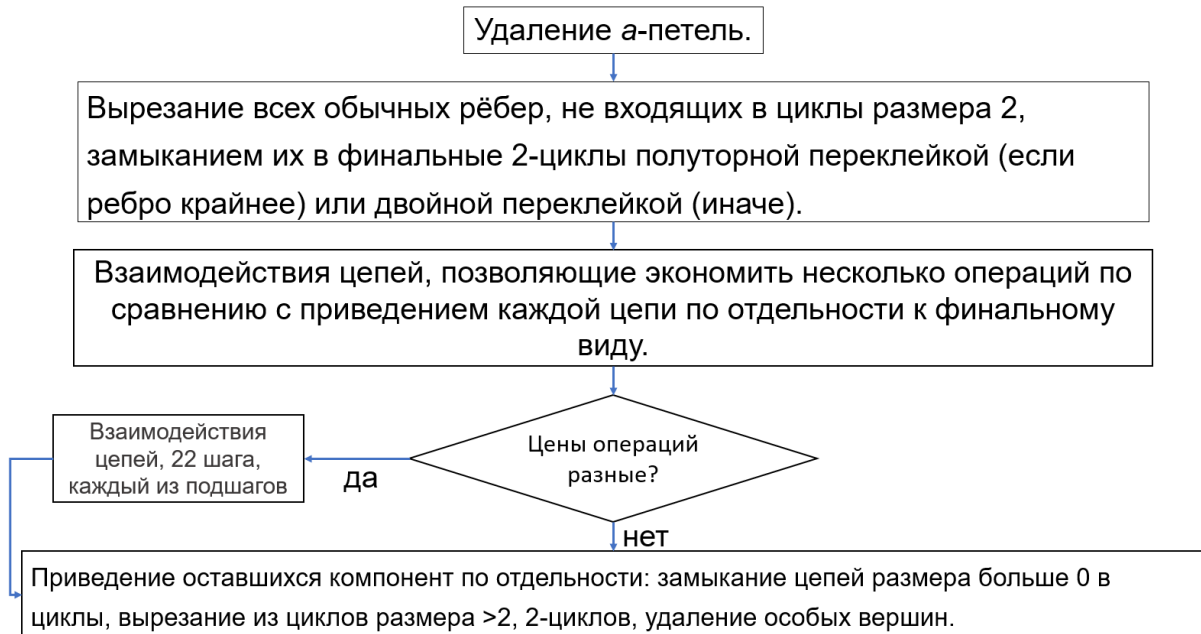 Удаление а-петель.
Вырезание всех обычных рёбер, не входящих в циклы размера 2,
замыканием их в финальные 2-циклы полуторной переклейкой (если
ребро крайнее) или двойной переклейкой (иначе).
Взаимодействия цепей, позволяющие экономить несколько операций по
сравнению с приведением каждой цепи по отдельности к финальному
виду.
Цены операций
разные?
да
Взаимодействия
цепей, 22 шага,
каждый из подшагов
нет
Приведение оставшихся компонент по отдельности: замыкание цепей размера больше 0 в
циклы, вырезание из циклов размера >2, 2-циклов, удаление особых вершин.